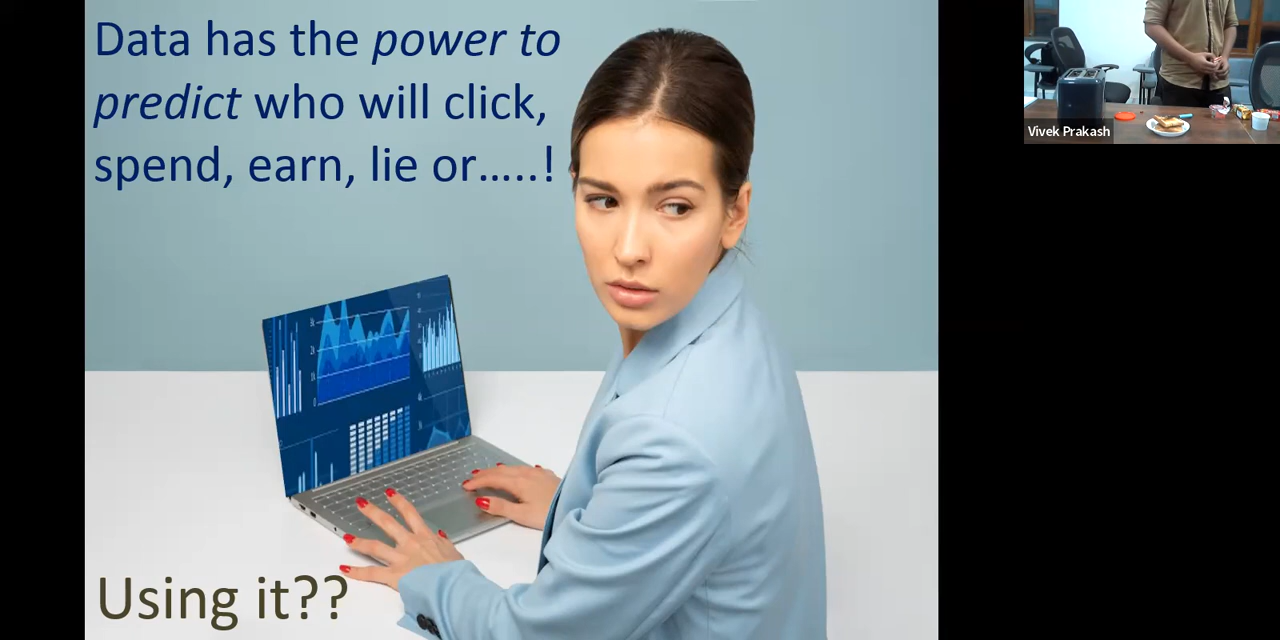 Data has the power to
predict who will click,
spend, earn, lie or…..!
Using it??
Vivek Prakash